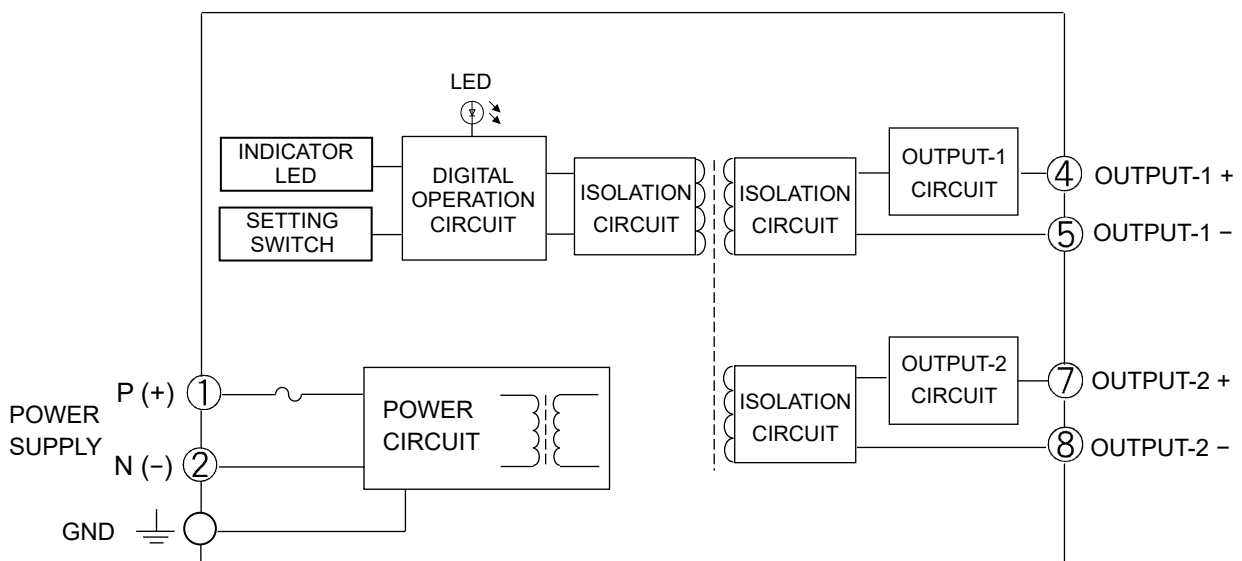 LED
INDICATOR
LED
SETTING
SWITCH
DIGITAL
OPERATION
CIRCUIT
ISOLATION
CIRCUIT
ISOLATION
CIRCUIT
OUTPUT-1
CIRCUIT
4 OUTPUT-1 +
5 OUTPUT-1 −
POWER
SUPPLY
P (+) 1
N (−) 2
GND
POWER
CIRCUIT
ISOLATION
CIRCUIT
OUTPUT-2
CIRCUIT
7 OUTPUT-2 +
8 OUTPUT-2 −